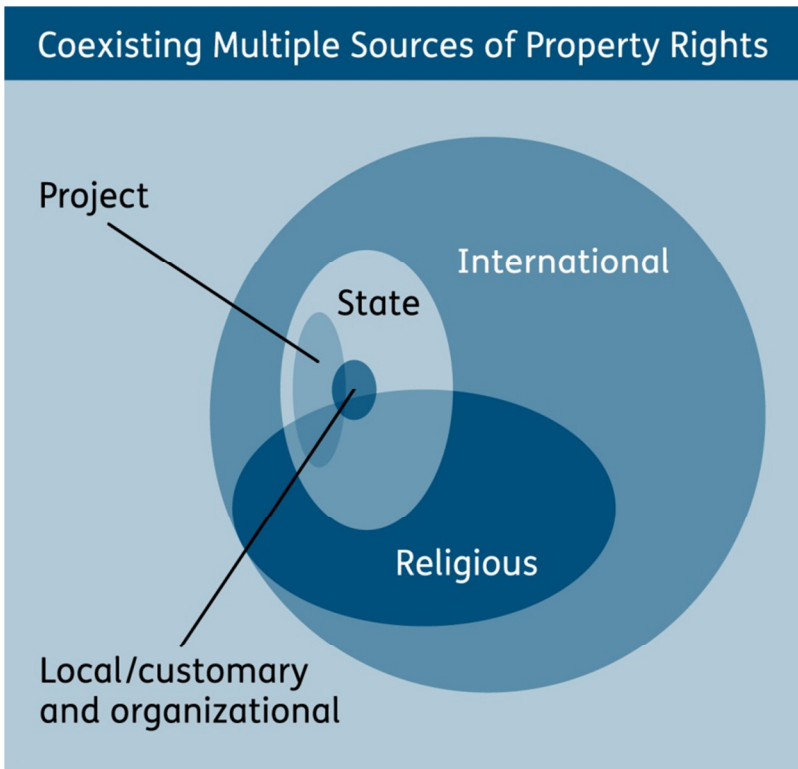 Coexisting Multiple Sources of Property Rights
Project
International
State
Religious
Local/customary
and organizational